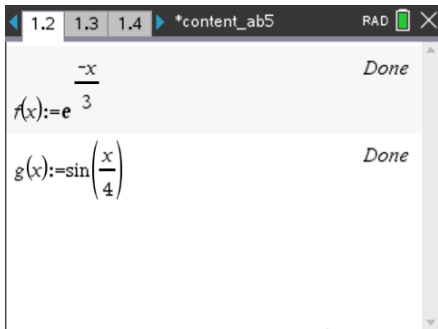 1.2 1.3 1.4 *content_ab5 RAD
f(x):=e^(-x/3) Done
g(x):=sin(x/4) Done